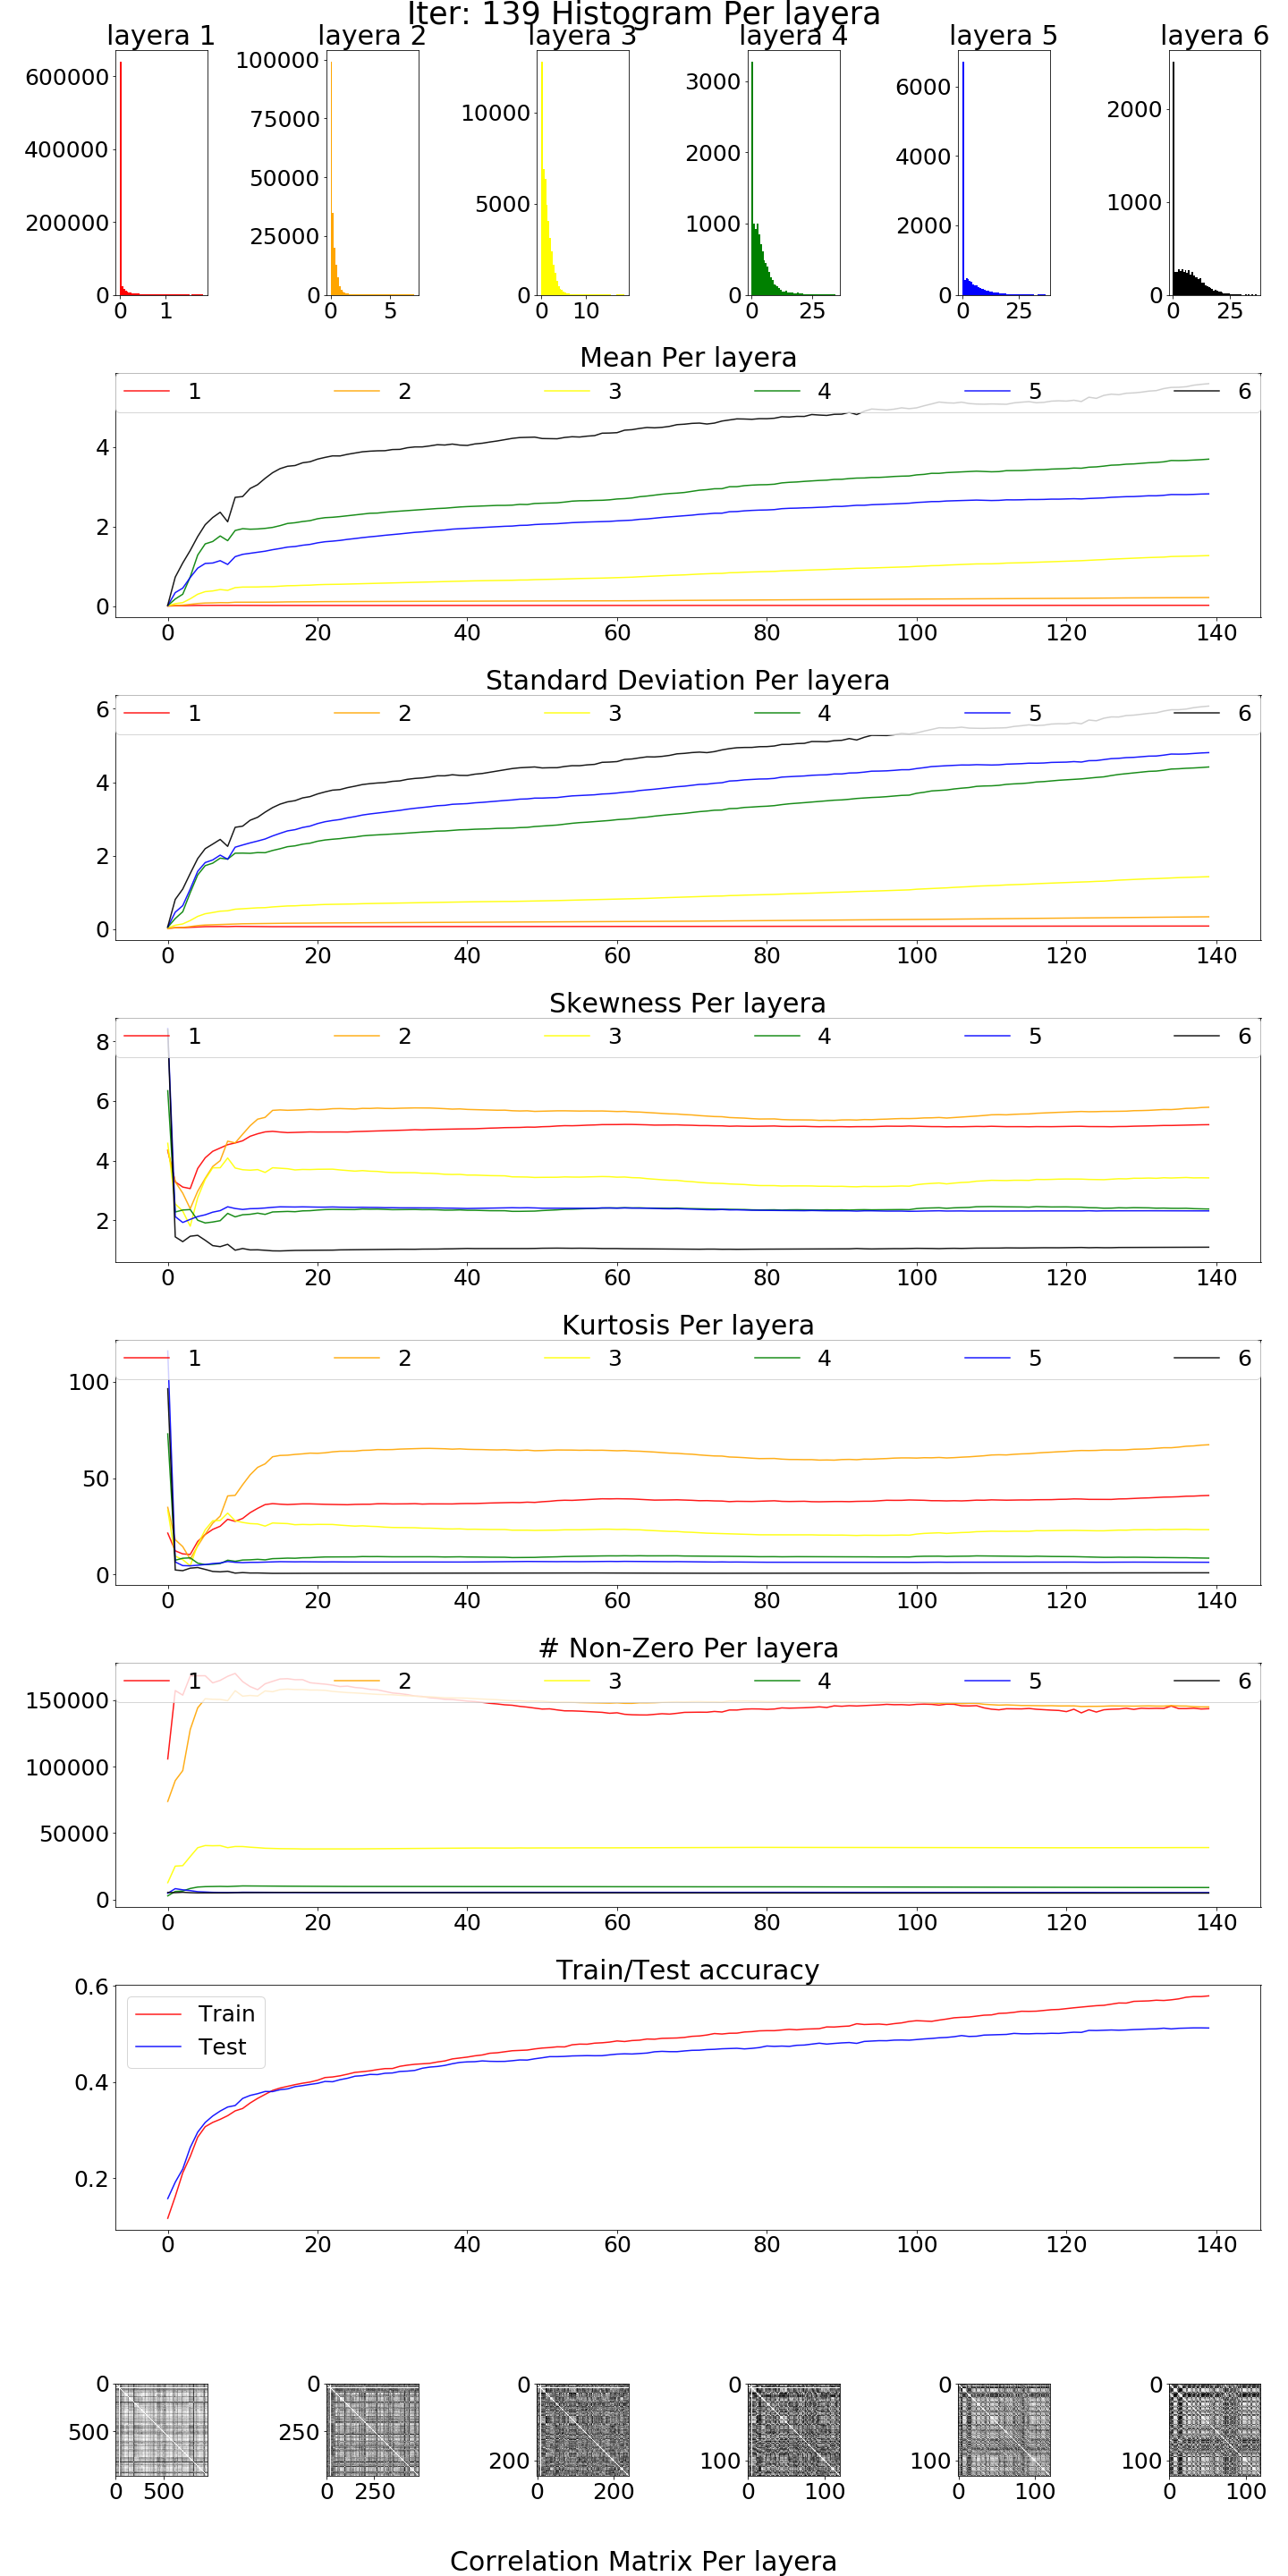 Iter: 139 Histogram Per layera
layera 1 layera 2 layera 3 layera 4 layera 5 layera 6
600000 400000 200000 0
0 1
100000 75000 50000 25000 0
0 5
10000 5000 0
0 10
3000 2000 1000 0
0 25
6000 4000 2000 0
0 25
2000 1000 0
0 25
Mean Per layera
1 2 3 4 5 6
4
2
0
0 20 40 60 80 100 120 140
Standard Deviation Per layera
1 2 3 4 5 6
6
4
2
0
0 20 40 60 80 100 120 140
Skewness Per layera
1 2 3 4 5 6
8
6
4
2
0 20 40 60 80 100 120 140
Kurtosis Per layera
1 2 3 4 5 6
100
50
0
0 20 40 60 80 100 120 140
# Non-Zero Per layera
1 2 3 4 5 6
150000
100000
50000
0
0 20 40 60 80 100 120 140
Train/Test accuracy
0.6
Train
Test
0.4
0.2
0 20 40 60 80 100 120 140
0 500
0 500
0 250
0 250
0 200
0 200
0 100
0 100
0 100
0 100
0 100
0 100
Correlation Matrix Per layera